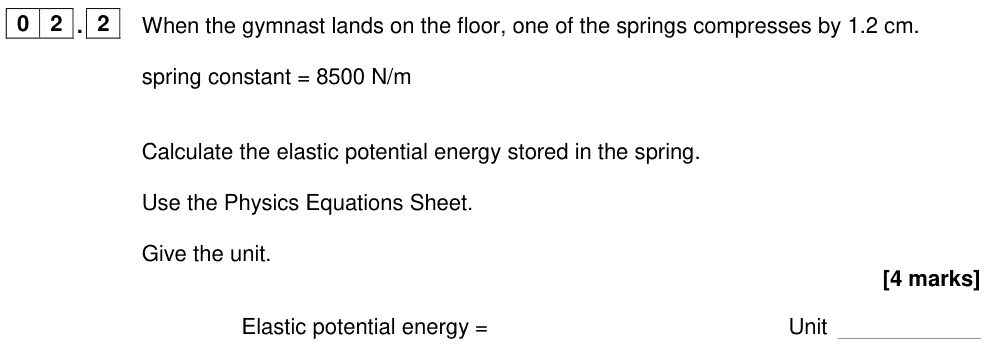 0 2 . 2 When the gymnast lands on the floor, one of the springs compresses by 1.2 cm.
spring constant = 8500 N/m
Calculate the elastic potential energy stored in the spring.
Use the Physics Equations Sheet.
Give the unit.
[4 marks]
Elastic potential energy = Unit